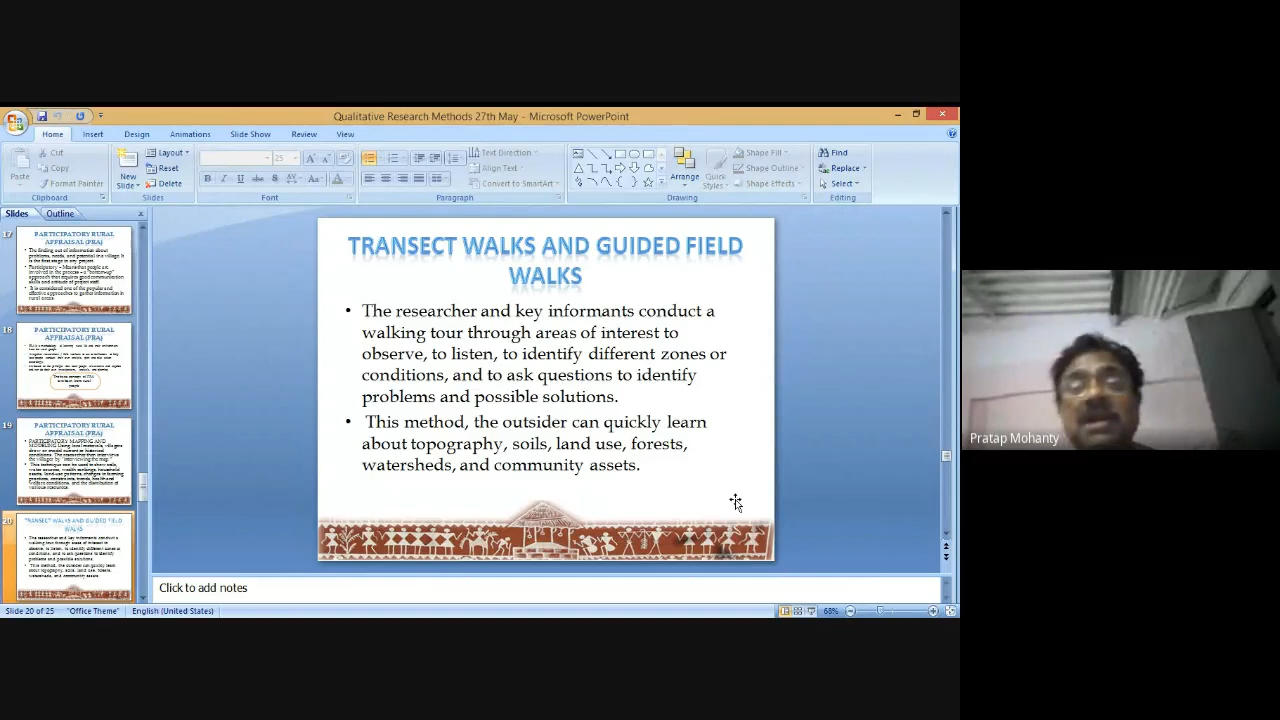 Qualitative Research Methods 27th May - Microsoft PowerPoint
Home Insert Design Animations Slide Show Review View
Paste
Cut
Copy
Format Painter
Clipboard
New Slide
Layout
Reset
Delete
Slides
25
Font
Text Direction
Align Text
Convert to SmartArt
Paragraph
Arrange
Quick Styles
Shape Fill
Shape Outline
Shape Effects
Drawing
Find
Replace
Select
Editing
Slides Outline
17
PARTICIPATORY RURAL
APPRAISAL (PRA)
18
PARTICIPATORY RURAL
APPRAISAL (PRA)
19
PARTICIPATORY RURAL
APPRAISAL (PRA)
20
TRANSECT WALKS AND GUIDED FIELD
WALKS
TRANSECT WALKS AND GUIDED FIELD
WALKS
• The researcher and key informants conduct a
walking tour through areas of interest to
observe, to listen, to identify different zones or
conditions, and to ask questions to identify
problems and possible solutions.
• This method, the outsider can quickly learn
about topography, soils, land use, forests,
watersheds, and community assets.
Click to add notes
Slide 20 of 25 "Office Theme" English (United States) 68%
Pratap Mohanty